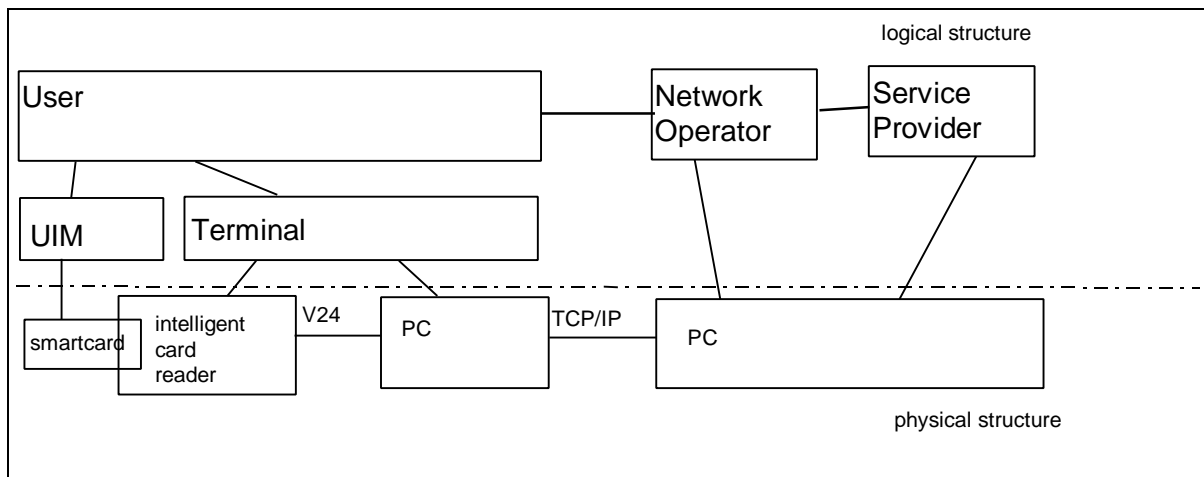 logical structure
User
Network
Operator
Service
Provider
UIM
Terminal
smartcard
intelligent
card
reader
V24
PC
TCP/IP
PC
physical structure